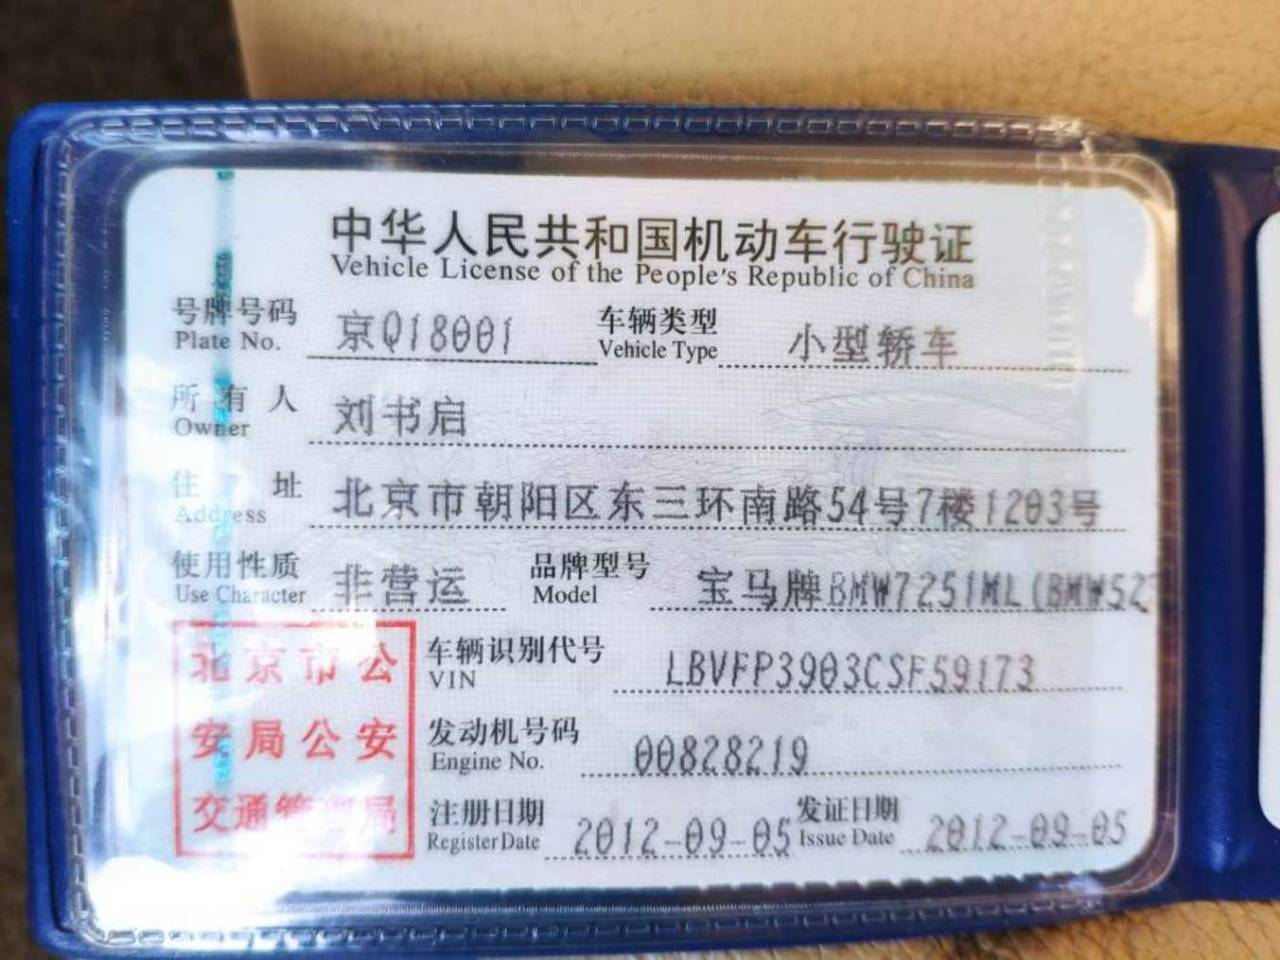 中华人民共和国机动车行驶证
Vehicle License of the People's Republic of China
号牌号码 京Q18001 车辆类型 小型轿车
Plate No. Vehicle Type
所有人 刘书启
Owner
住址 北京市朝阳区东三环南路54号7楼1203号
Address
使用性质 非营运 品牌型号 宝马牌BMW7251ML(BMW52
Use Character Model
北京市公
安局公安
交通管理局
车辆识别代号 LBVFP3903CSF59173
VIN
发动机号码 00828219
Engine No.
注册日期 2012-09-05 发证日期 2012-09-05
Register Date Issue Date